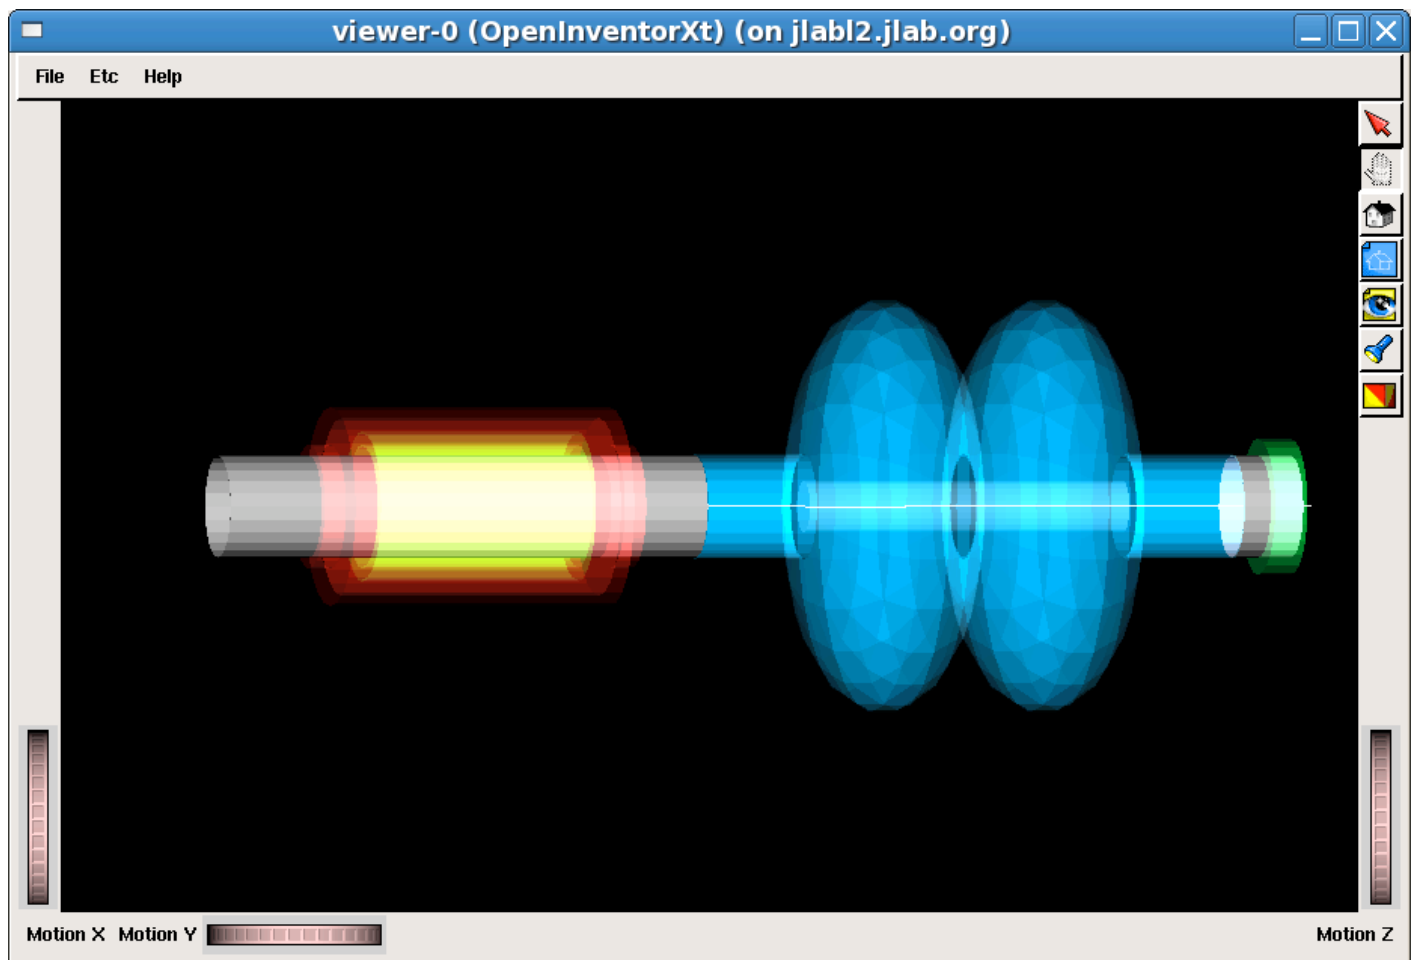 viewer-0 (OpenInventorXt) (on jlabl2.jlab.org)
File Etc Help
Motion X Motion Y Motion Z